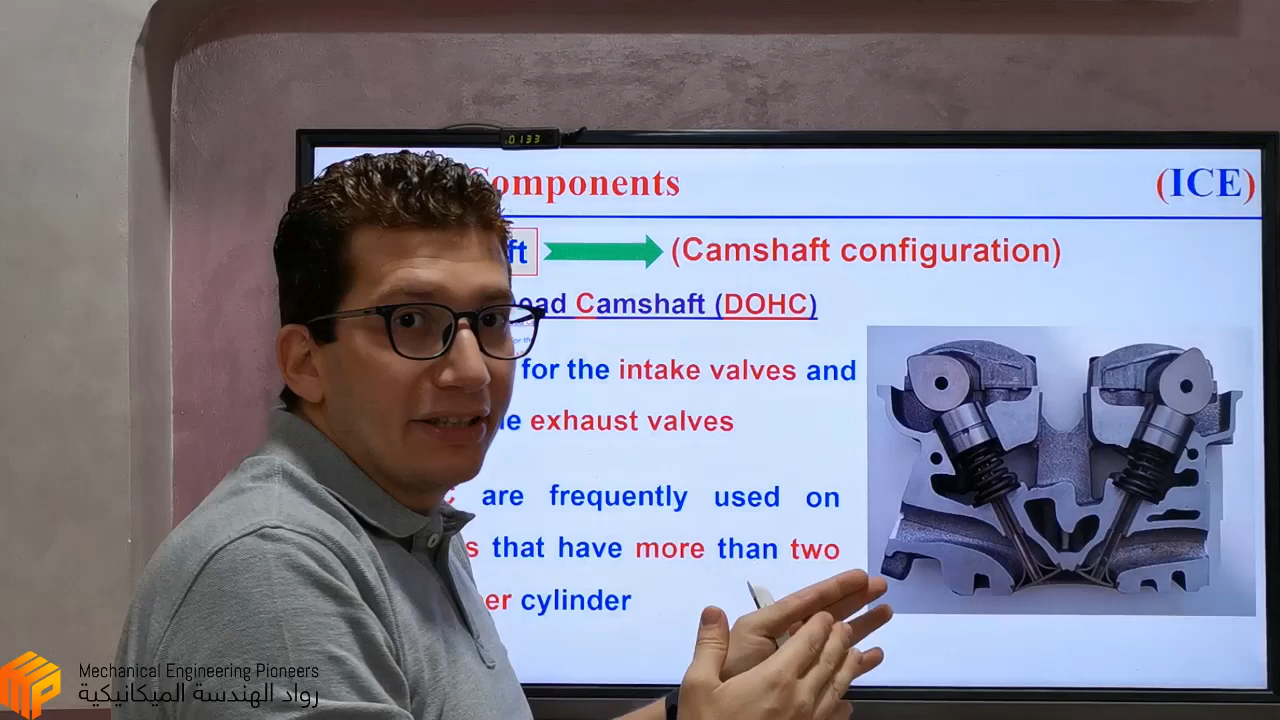 .0133
Components (ICE)
ft (Camshaft configuration)
ead Camshaft (DOHC)
for the intake valves and
e exhaust valves
C are frequently used on
s that have more than two
er cylinder
Mechanical Engineering Pioneers
رواد الهندسة الميكانيكية